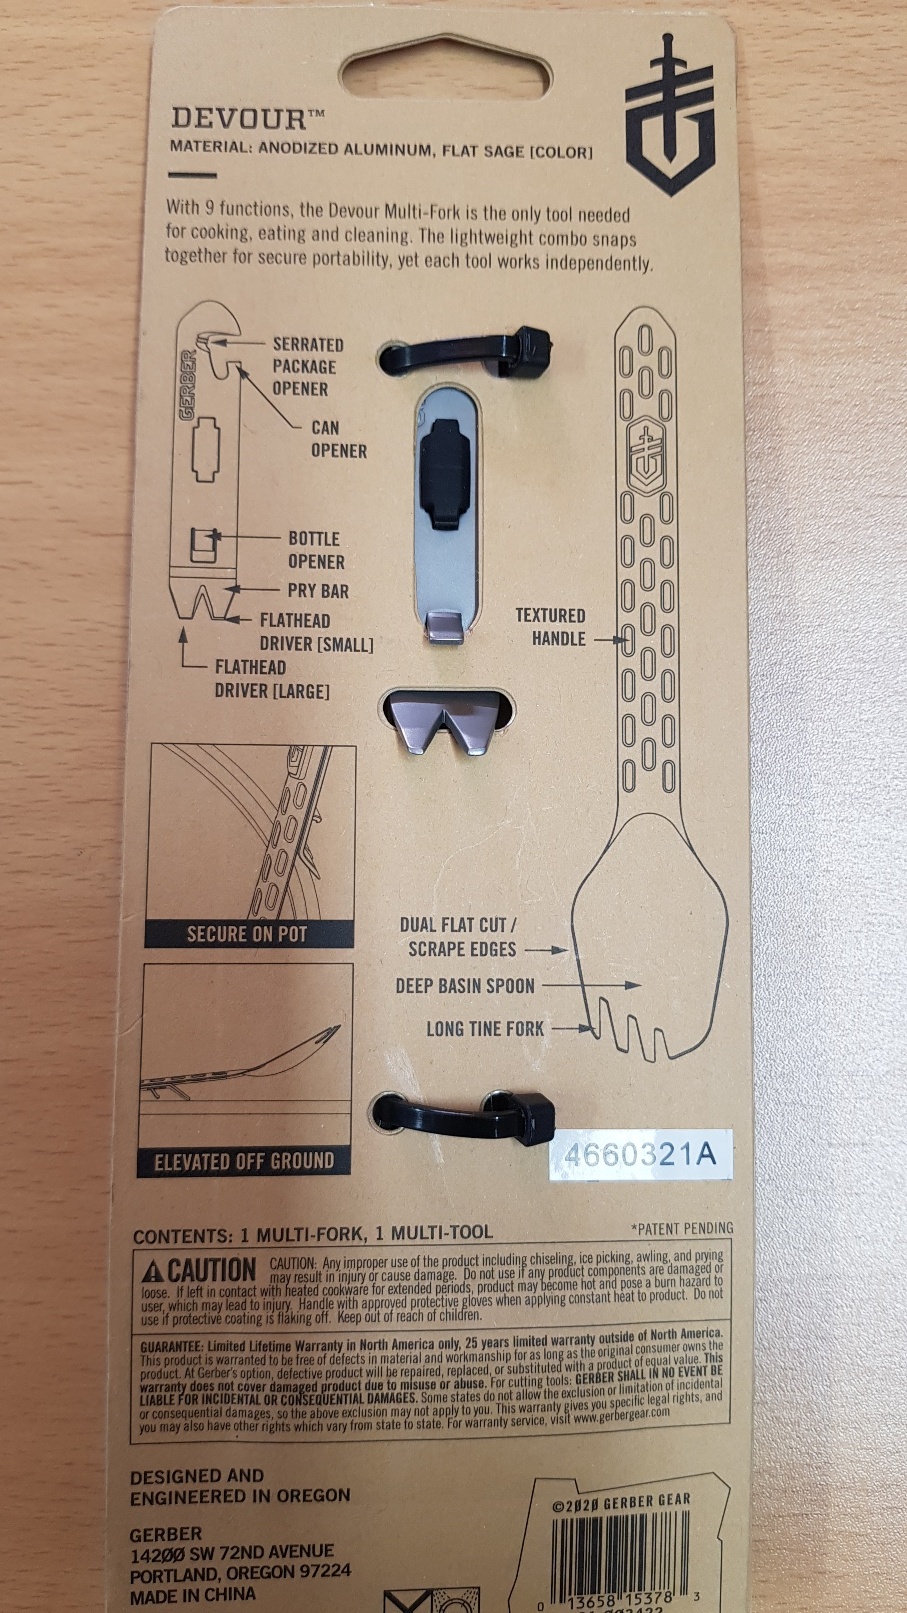 DEVOUR™
MATERIAL: ANODIZED ALUMINUM, FLAT SAGE [COLOR]
With 9 functions, the Devour Multi-Fork is the only tool needed
for cooking, eating and cleaning. The lightweight combo snaps
together for secure portability, yet each tool works independently.
GERBER
SERRATED
PACKAGE
OPENER
CAN
OPENER
BOTTLE
OPENER
PRY BAR
FLATHEAD
DRIVER [SMALL]
FLATHEAD
DRIVER [LARGE]
TEXTURED
HANDLE
SECURE ON POT
DUAL FLAT CUT /
SCRAPE EDGES
DEEP BASIN SPOON
LONG TINE FORK
ELEVATED OFF GROUND
4660321A
CONTENTS: 1 MULTI-FORK, 1 MULTI-TOOL
*PATENT PENDING
CAUTION
CAUTION: Any improper use of the product including chiseling, ice picking, awling, and prying
may result in injury or cause damage. Do not use if any product components are damaged or
loose. If left in contact with heated cookware for extended periods, product may become hot and pose a burn hazard to
user, which may lead to injury. Handle with approved protective gloves when applying constant heat to product. Do not
use if protective coating is flaking off. Keep out of reach of children.
GUARANTEE: Limited Lifetime Warranty in North America only, 25 years limited warranty outside of North America.
This product is warranted to be free of defects in material and workmanship for as long as the original consumer owns the
product. At Gerber's option, defective product will be repaired, replaced, or substituted with a product of equal value. This
warranty does not cover damaged product due to misuse or abuse. For cutting tools: GERBER SHALL IN NO EVENT BE
LIABLE FOR INCIDENTAL OR CONSEQUENTIAL DAMAGES. Some states do not allow the exclusion or limitation of incidental
or consequential damages, so the above exclusion may not apply to you. This warranty gives you specific legal rights, and
you may also have other rights which vary from state to state. For warranty service, visit www.gerbergear.com
DESIGNED AND
ENGINEERED IN OREGON
GERBER
14200 SW 72ND AVENUE
PORTLAND, OREGON 97224
MADE IN CHINA
©2020 GERBER GEAR
0 13658 15378 3